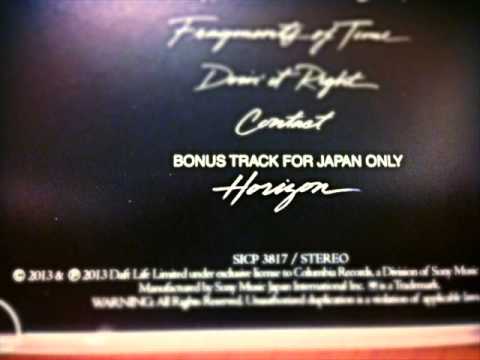 Fragments of Time
Doin' it Right
Contact
BONUS TRACK FOR JAPAN ONLY
Horizon
SICP 3817 / STEREO
© 2013 & ℗ 2013 Daft Life Limited under exclusive license to Columbia Records, a Division of Sony Music
Manufactured by Sony Music Japan International Inc. ® is a Trademark.
WARNING: All Rights Reserved. Unauthorized duplication is a violation of applicable laws.